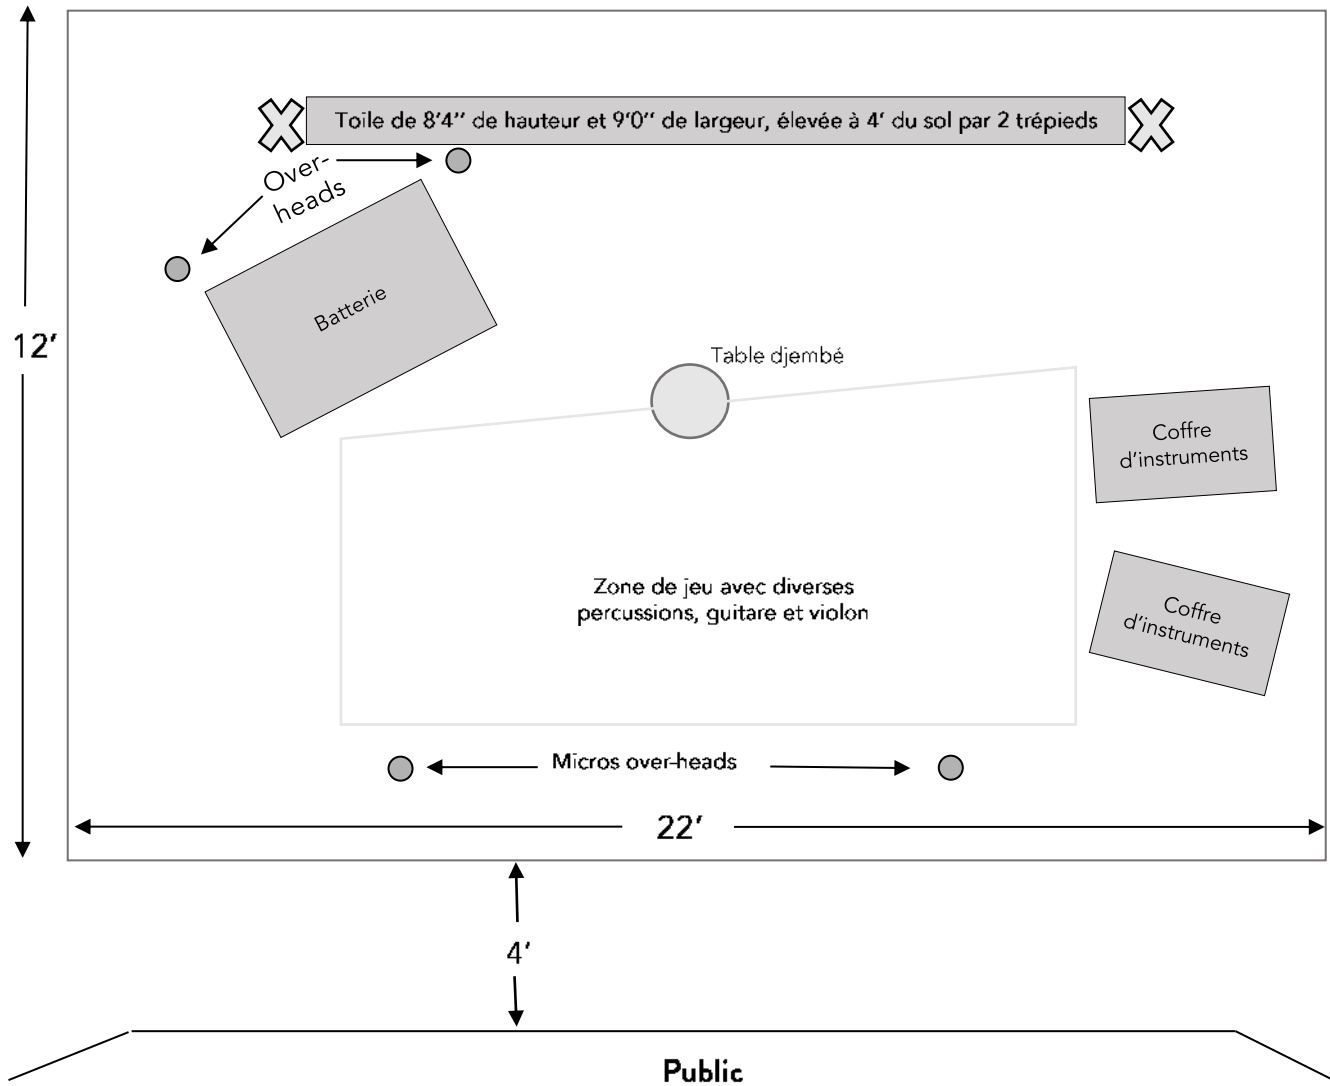 Toile de 8'4'' de hauteur et 9'0'' de largeur, élevée à 4' du sol par 2 trépieds
Over-
heads
Batterie
12'
Table djembé
Coffre
d'instruments
Zone de jeu avec diverses
percussions, guitare et violon
Coffre
d'instruments
Micros over-heads
22'
4'
Public